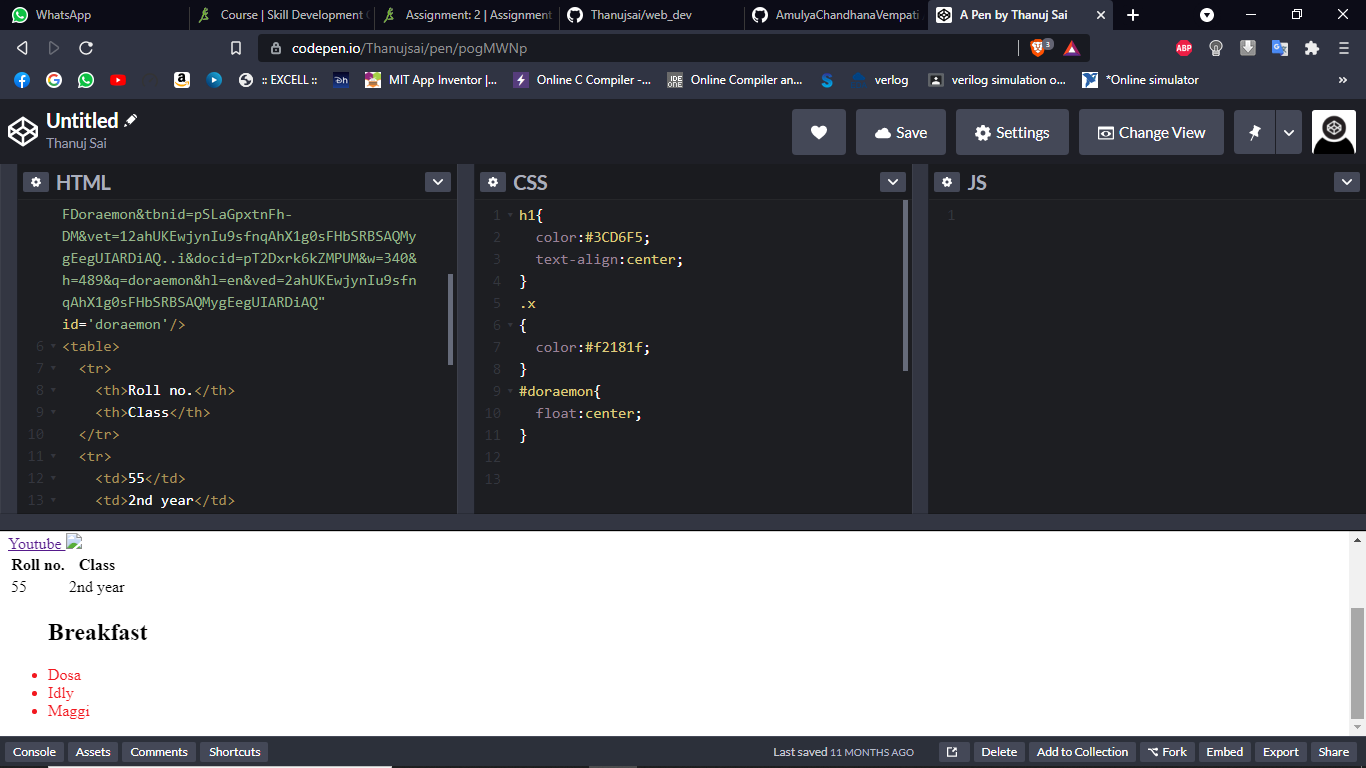 WhatsApp
Course | Skill Development
Assignment: 2 | Assignment
Thanujsai/web_dev
AmulyaChandhanaVempati
A Pen by Thanuj Sai
codepen.io/Thanujsai/pen/pogMWNp
3
ABP
:: EXCELL ::
MIT App Inventor |...
Online C Compiler -...
Online Compiler an...
verlog
verilog simulation o...
*Online simulator
Untitled
Thanuj Sai
Save
Settings
Change View
HTML
FDoraemon&tbnid=pSLaGpxtnFh-
DM&vet=12ahUKEwjynIu9sfnqAhX1g0sFHbSRBSAQMy
gEegUIARDiAQ..i&docid=pT2Dxrk6kZMPUM&w=340&
h=489&q=doraemon&hl=en&ved=2ahUKEwjynIu9sfn
qAhX1g0sFHbSRBSAQMygEegUIARDiAQ"
id='doraemon'/>
6 <table>
7 <tr>
8 <th>Roll no.</th>
9 <th>Class</th>
10 </tr>
11 <tr>
12 <td>55</td>
13 <td>2nd year</td>
CSS
1 h1{
2 color:#3CD6F5;
3 text-align:center;
4 }
5 .x
6 {
7 color:#f2181f;
8 }
9 #doraemon{
10 float:center;
11 }
12
13
JS
1
Youtube
Roll no. Class
55 2nd year
Breakfast
Dosa
Idly
Maggi
Console
Assets
Comments
Shortcuts
Last saved 11 MONTHS AGO
Delete
Add to Collection
Fork
Embed
Export
Share